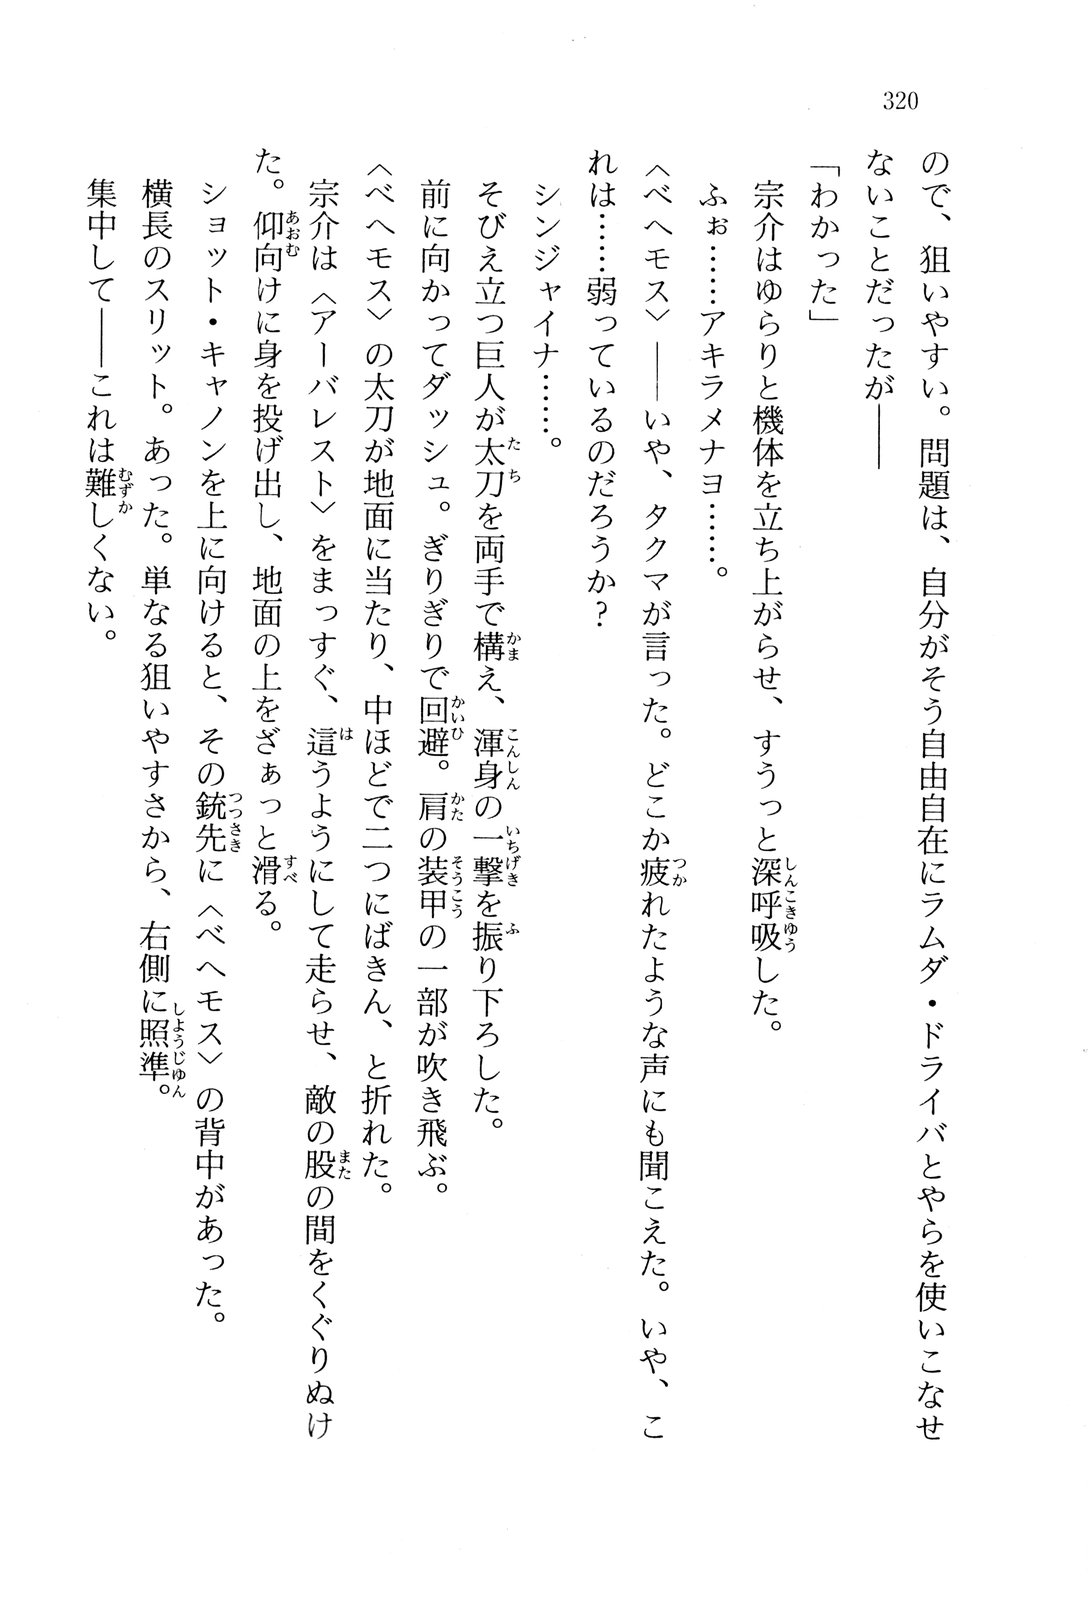 320
ので、狙いやすい。問題は、自分がそう自由自在にラムダ・ドライバとやらを使いこなせ
ないことだったが――
「わかった」
宗介はゆらりと機体を立ち上がらせ、すうっと深呼吸した。
ふぉ……アキラメナヨ……。
〈ベヘモス〉――いや、タクマが言った。どこか疲れたような声にも聞こえた。いや、こ
れは……弱っているのだろうか?
シンジャイナ……。
そびえ立つ巨人が太刀を両手で構え、渾身の一撃を振り下ろした。
前に向かってダッシュ。ぎりぎりで回避。肩の装甲の一部が吹き飛ぶ。
〈ベヘモス〉の太刀が地面に当たり、中ほどで二つにばきん、と折れた。
宗介は〈アーバレスト〉をまっすぐ、這うようにして走らせ、敵の股の間をくぐりぬけ
た。仰向けに身を投げ出し、地面の上をざぁっと滑る。
ショット・キャノンを上に向けると、その銃先に〈ベヘモス〉の背中があった。
横長のスリット。あった。単なる狙いやすさから、右側に照準。
集中して――これは難しくない。